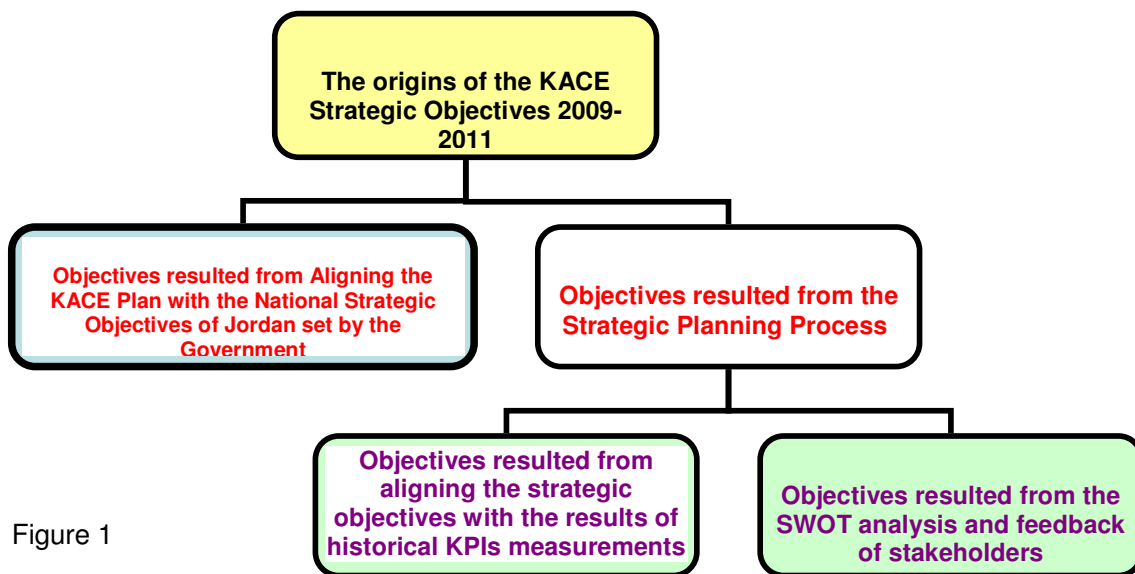 The origins of the KACE
Strategic Objectives 2009-
2011
Objectives resulted from Aligning the
KACE Plan with the National Strategic
Objectives of Jordan set by the
Government
Objectives resulted from the
Strategic Planning Process
Objectives resulted from
aligning the strategic
objectives with the results of
historical KPIs measurements
Objectives resulted from the
SWOT analysis and feedback
of stakeholders
Figure 1